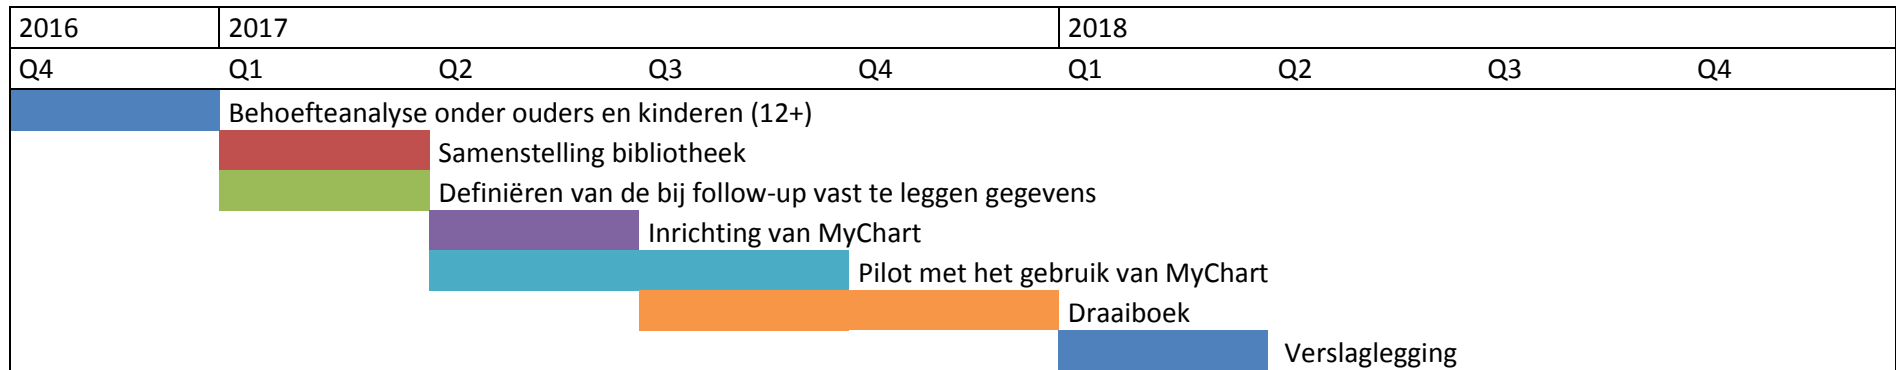 2016 2017 2018
Q4 Q1 Q2 Q3 Q4 Q1 Q2 Q3 Q4
Behoefteanalyse onder ouders en kinderen (12+)
Samenstelling bibliotheek
Definiëren van de bij follow-up vast te leggen gegevens
Inrichting van MyChart
Pilot met het gebruik van MyChart
Draaiboek
Verslaglegging